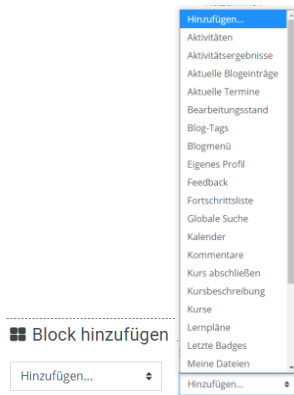 Hinzufügen...
Aktivitäten
Aktivitätsergebnisse
Aktuelle Blogeinträge
Aktuelle Termine
Bearbeitungsstand
Blog-Tags
Blogmenü
Eigenes Profil
Feedback
Fortschrittsliste
Globale Suche
Kalender
Kommentare
Kurs abschließen
Kursbeschreibung
Kurse
Lernpläne
Letzte Badges
Meine Dateien
Hinzufügen...
Block hinzufügen
Hinzufügen...